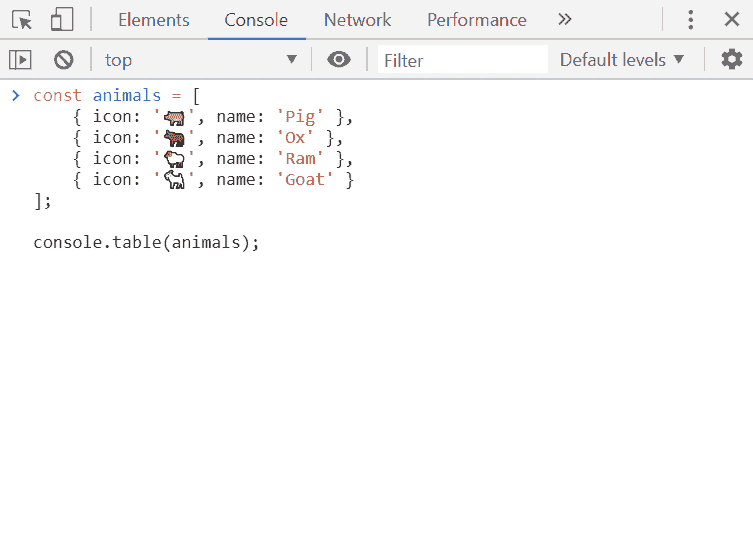 Elements Console Network Performance »
top Filter Default levels
> const animals = [
    { icon: '🐖', name: 'Pig' },
    { icon: '🐂', name: 'Ox' },
    { icon: '🐏', name: 'Ram' },
    { icon: '🐐', name: 'Goat' }
];
console.table(animals);